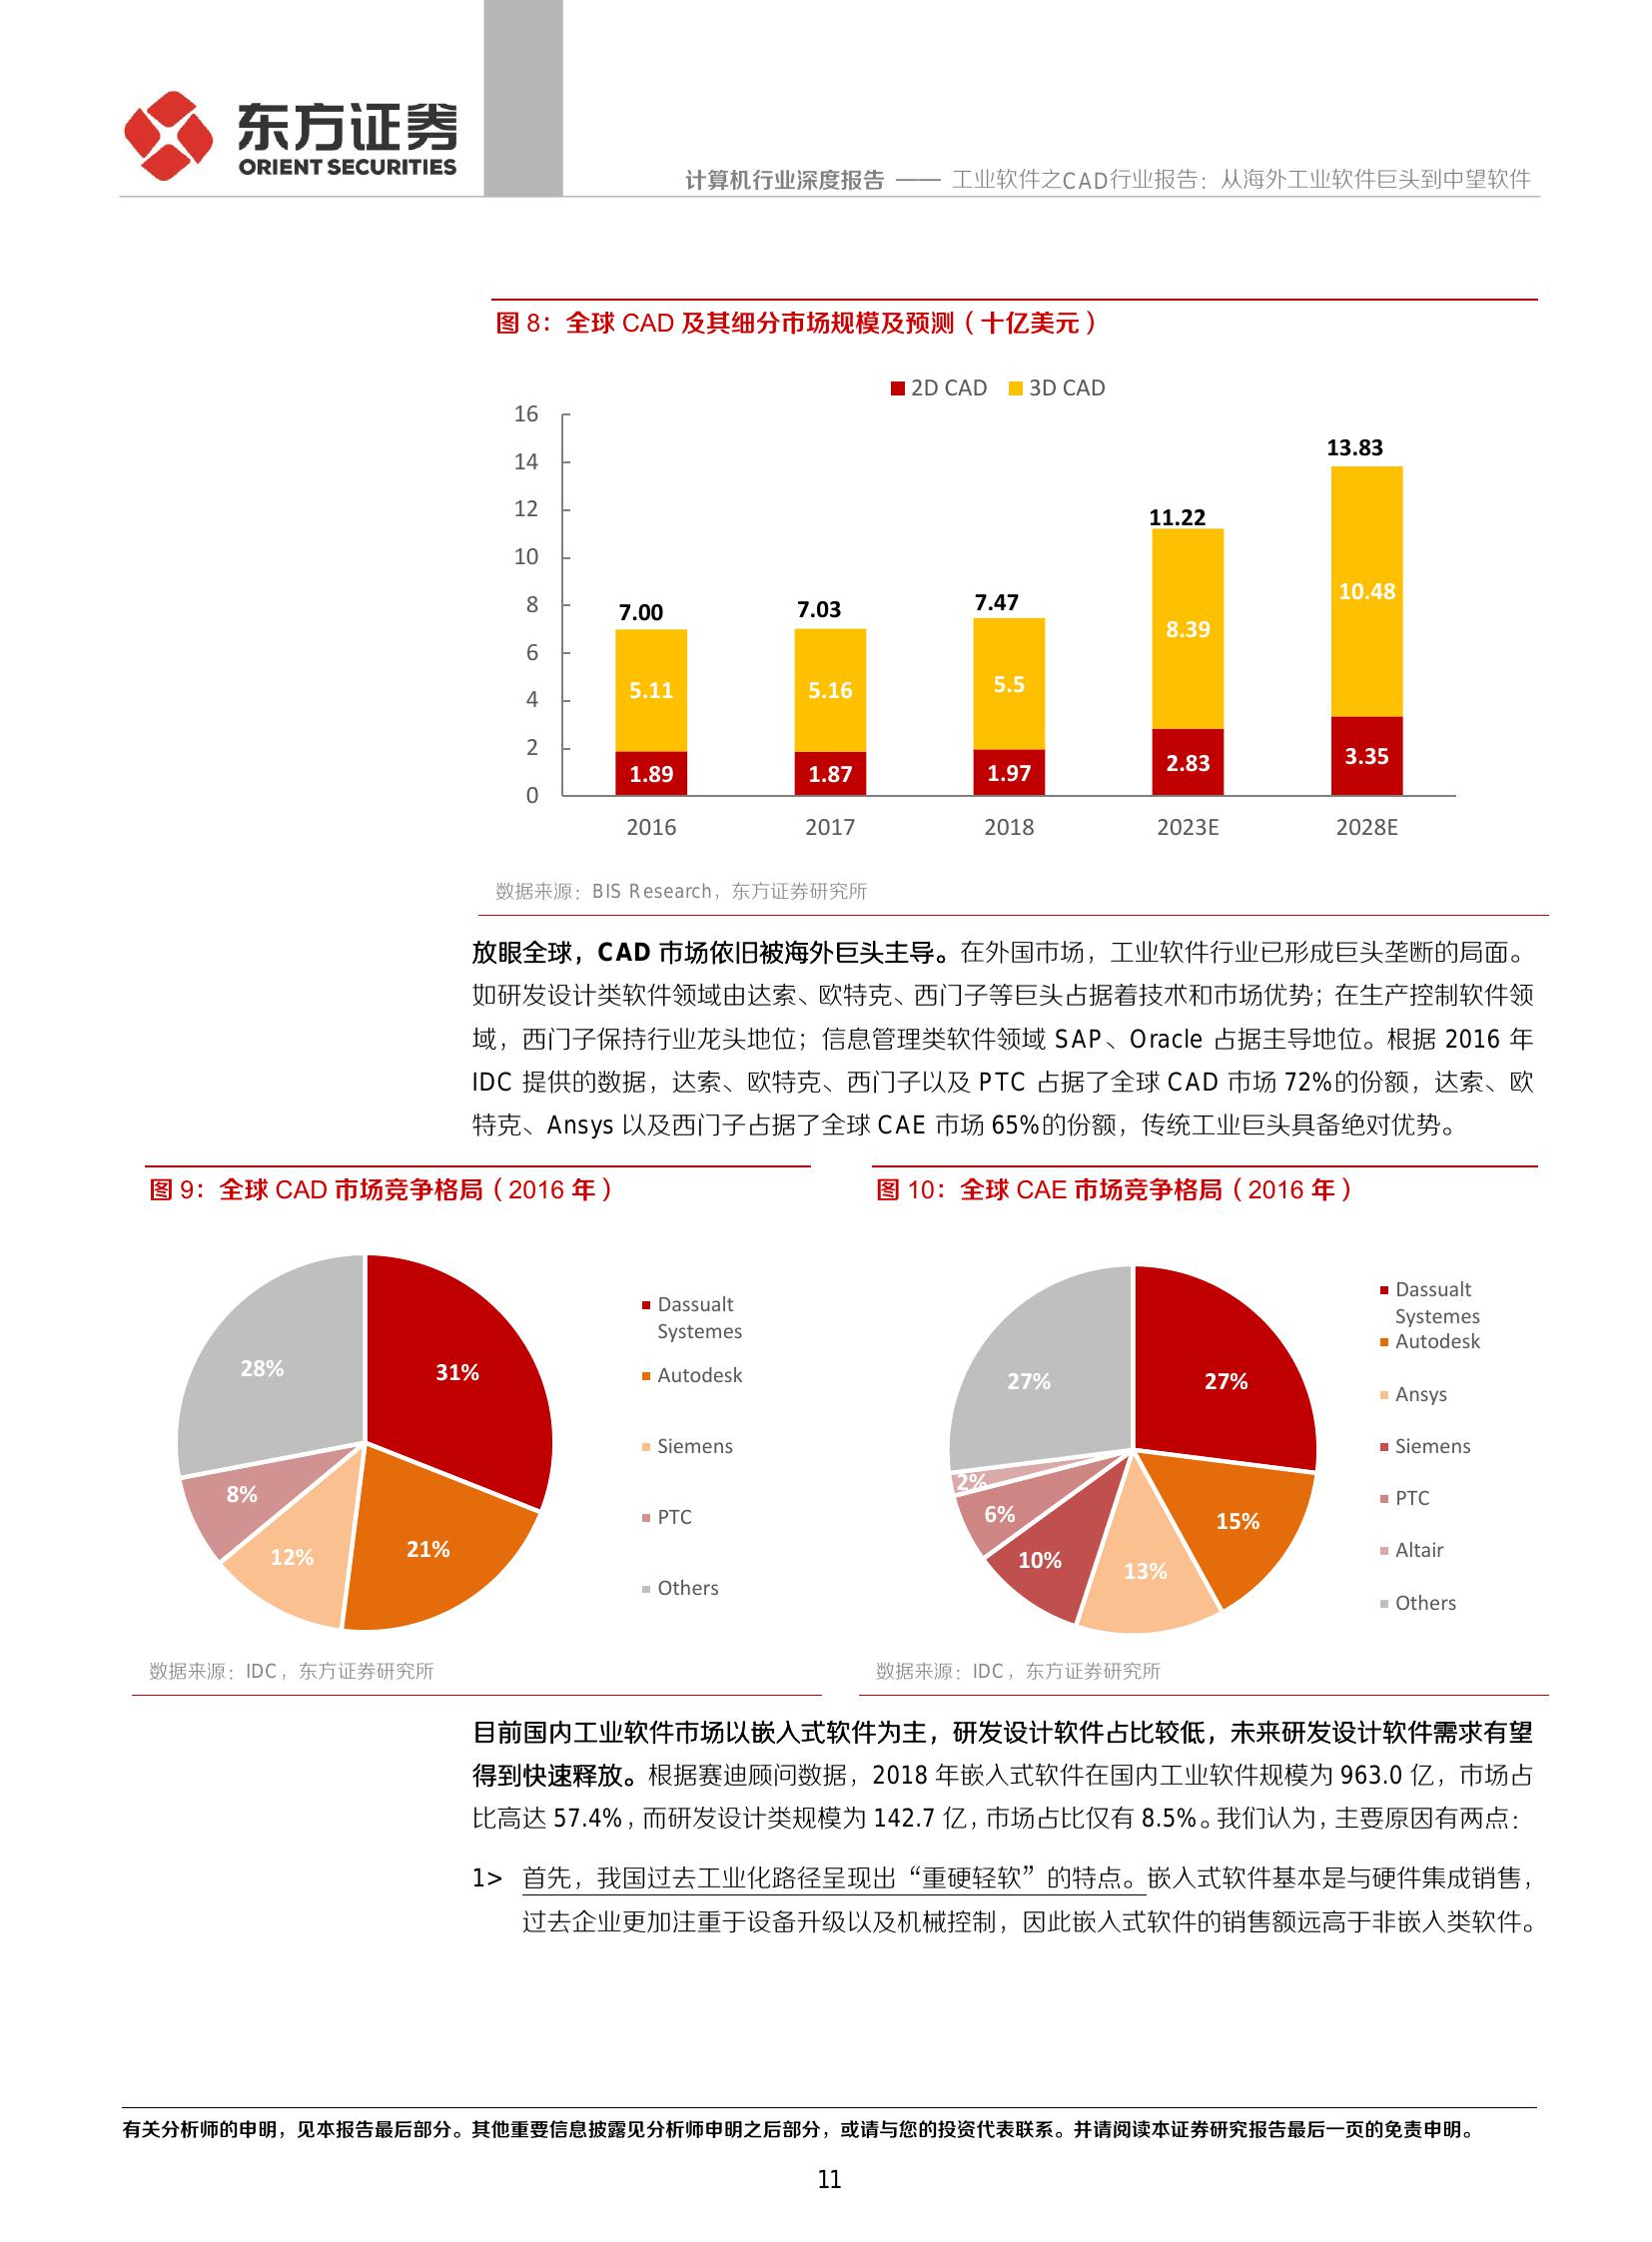 东方证券
ORIENT SECURITIES
计算机行业深度报告 —— 工业软件之CAD行业报告：从海外工业软件巨头到中望软件
图 8：全球 CAD 及其细分市场规模及预测（十亿美元）
2D CAD 3D CAD
16
14
12
10
8
6
4
2
0
7.00
7.03
7.47
11.22
13.83
5.11
5.16
5.5
8.39
10.48
1.89
1.87
1.97
2.83
3.35
2016 2017 2018 2023E 2028E
数据来源：BIS Research，东方证券研究所
放眼全球，CAD 市场依旧被海外巨头主导。在外国市场，工业软件行业已形成巨头垄断的局面。
如研发设计类软件领域由达索、欧特克、西门子等巨头占据着技术和市场优势；在生产控制软件领
域，西门子保持行业龙头地位；信息管理类软件领域 SAP、Oracle 占据主导地位。根据 2016 年
IDC 提供的数据，达索、欧特克、西门子以及 PTC 占据了全球 CAD 市场 72%的份额，达索、欧
特克、Ansys 以及西门子占据了全球 CAE 市场 65%的份额，传统工业巨头具备绝对优势。
图 9：全球 CAD 市场竞争格局（2016 年）
31%
21%
12%
8%
28%
Dassualt
Systemes
Autodesk
Siemens
PTC
Others
数据来源：IDC，东方证券研究所
图 10：全球 CAE 市场竞争格局（2016 年）
27%
15%
13%
10%
6%
2%
27%
Dassualt
Systemes
Autodesk
Ansys
Siemens
PTC
Altair
Others
数据来源：IDC，东方证券研究所
目前国内工业软件市场以嵌入式软件为主，研发设计软件占比较低，未来研发设计软件需求有望
得到快速释放。根据赛迪顾问数据，2018 年嵌入式软件在国内工业软件规模为 963.0 亿，市场占
比高达 57.4%，而研发设计类规模为 142.7 亿，市场占比仅有 8.5%。我们认为，主要原因有两点：
1> 首先，我国过去工业化路径呈现出“重硬轻软”的特点。嵌入式软件基本是与硬件集成销售，
过去企业更加注重于设备升级以及机械控制，因此嵌入式软件的销售额远高于非嵌入类软件。
有关分析师的申明，见本报告最后部分。其他重要信息披露见分析师申明之后部分，或请与您的投资代表联系。并请阅读本证券研究报告最后一页的免责申明。
11